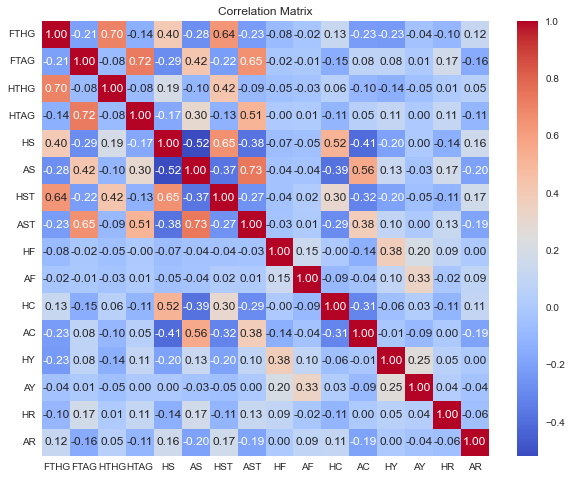 Correlation Matrix
FTHG 1.00 -0.21 0.70 -0.14 0.40 -0.28 0.64 -0.23 -0.08 -0.02 0.13 -0.23 -0.23 -0.04 -0.10 0.12
FTAG -0.21 1.00 -0.08 0.72 -0.29 0.42 -0.22 0.65 -0.02 -0.01 -0.15 0.08 0.08 0.01 0.17 -0.16
HTHG 0.70 -0.08 1.00 -0.08 0.19 -0.10 0.42 -0.09 -0.05 -0.03 0.06 -0.10 -0.14 -0.05 0.01 0.05
HTAG -0.14 0.72 -0.08 1.00 -0.17 0.30 -0.13 0.51 -0.00 0.01 -0.11 0.05 0.11 0.00 0.11 -0.11
HS 0.40 -0.29 0.19 -0.17 1.00 -0.52 0.65 -0.38 -0.07 -0.05 0.52 -0.41 -0.20 0.00 -0.14 0.16
AS -0.28 0.42 -0.10 0.30 -0.52 1.00 -0.37 0.73 -0.04 -0.04 -0.39 0.56 0.13 -0.03 0.17 -0.20
HST 0.64 -0.22 0.42 -0.13 0.65 -0.37 1.00 -0.27 -0.04 0.02 0.30 -0.32 -0.20 -0.05 -0.11 0.17
AST -0.23 0.65 -0.09 0.51 -0.38 0.73 -0.27 1.00 -0.03 0.01 -0.29 0.38 0.10 0.00 0.13 -0.19
HF -0.08 -0.02 -0.05 -0.00 -0.07 -0.04 -0.04 -0.03 1.00 0.15 -0.00 -0.14 0.38 0.20 0.09 0.00
AF -0.02 -0.01 -0.03 0.01 -0.05 -0.04 0.02 0.01 0.15 1.00 -0.09 -0.04 0.10 0.33 -0.02 0.09
HC 0.13 -0.15 0.06 -0.11 0.52 -0.39 0.30 -0.29 -0.00 -0.09 1.00 -0.31 -0.06 0.03 -0.11 0.11
AC -0.23 0.08 -0.10 0.05 -0.41 0.56 -0.32 0.38 -0.14 -0.04 -0.31 1.00 -0.01 -0.09 0.00 -0.19
HY -0.23 0.08 -0.14 0.11 -0.20 0.13 -0.20 0.10 0.38 0.10 -0.06 -0.01 1.00 0.25 0.05 0.00
AY -0.04 0.01 -0.05 0.00 0.00 -0.03 -0.05 0.00 0.20 0.33 0.03 -0.09 0.25 1.00 0.04 -0.04
HR -0.10 0.17 0.01 0.11 -0.14 0.17 -0.11 0.13 0.09 -0.02 -0.11 0.00 0.05 0.04 1.00 -0.06
AR 0.12 -0.16 0.05 -0.11 0.16 -0.20 0.17 -0.19 0.00 0.09 0.11 -0.19 0.00 -0.04 -0.06 1.00
FTHG FTAG HTHG HTAG HS AS HST AST HF AF HC AC HY AY HR AR
1.0
0.8
0.6
0.4
0.2
0.0
−0.2
−0.4